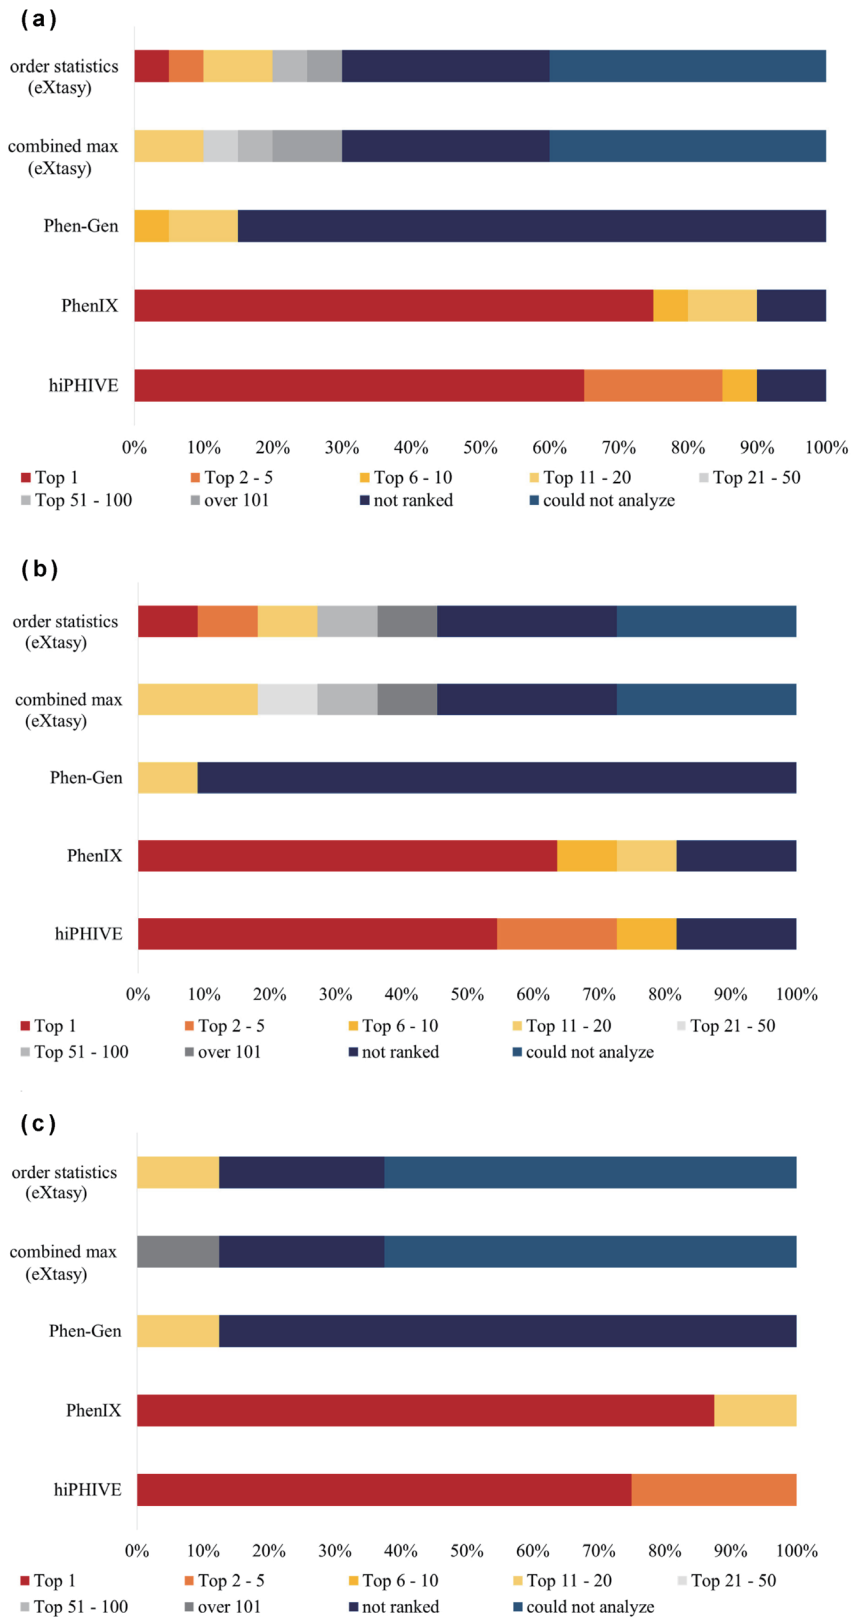 (a)
order statistics
(eXtasy)
combined max
(eXtasy)
Phen-Gen
PhenIX
hiPHIVE
0% 10% 20% 30% 40% 50% 60% 70% 80% 90% 100%
Top 1 Top 2 - 5 Top 6 - 10 Top 11 - 20 Top 21 - 50
Top 51 - 100 over 101 not ranked could not analyze
(b)
order statistics
(eXtasy)
combined max
(eXtasy)
Phen-Gen
PhenIX
hiPHIVE
0% 10% 20% 30% 40% 50% 60% 70% 80% 90% 100%
Top 1 Top 2 - 5 Top 6 - 10 Top 11 - 20 Top 21 - 50
Top 51 - 100 over 101 not ranked could not analyze
(c)
order statistics
(eXtasy)
combined max
(eXtasy)
Phen-Gen
PhenIX
hiPHIVE
0% 10% 20% 30% 40% 50% 60% 70% 80% 90% 100%
Top 1 Top 2 - 5 Top 6 - 10 Top 11 - 20 Top 21 - 50
Top 51 - 100 over 101 not ranked could not analyze